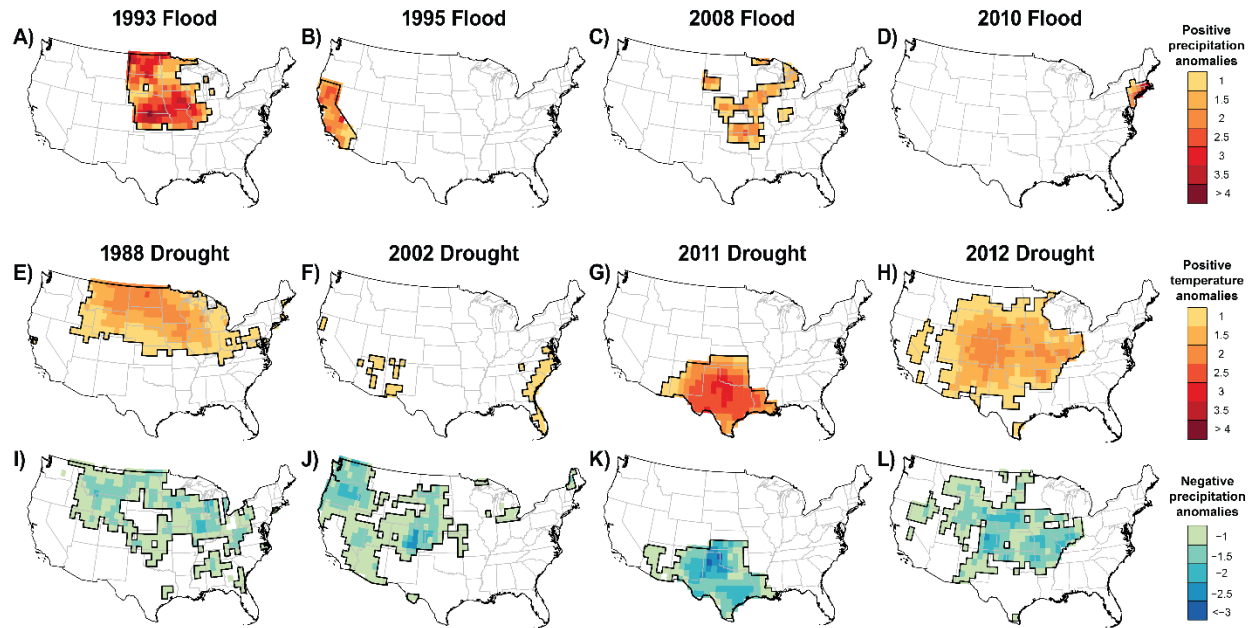 1993 Flood
1995 Flood
2008 Flood
2010 Flood
A)
B)
C)
D)
Positive
precipitation
anomalies
1
1.5
2
2.5
3
3.5
> 4
1988 Drought
2002 Drought
2011 Drought
2012 Drought
E)
F)
G)
H)
Positive
temperature
anomalies
1
1.5
2
2.5
3
3.5
> 4
I)
J)
K)
L)
Negative
precipitation
anomalies
−1
−1.5
−2
−2.5
<−3